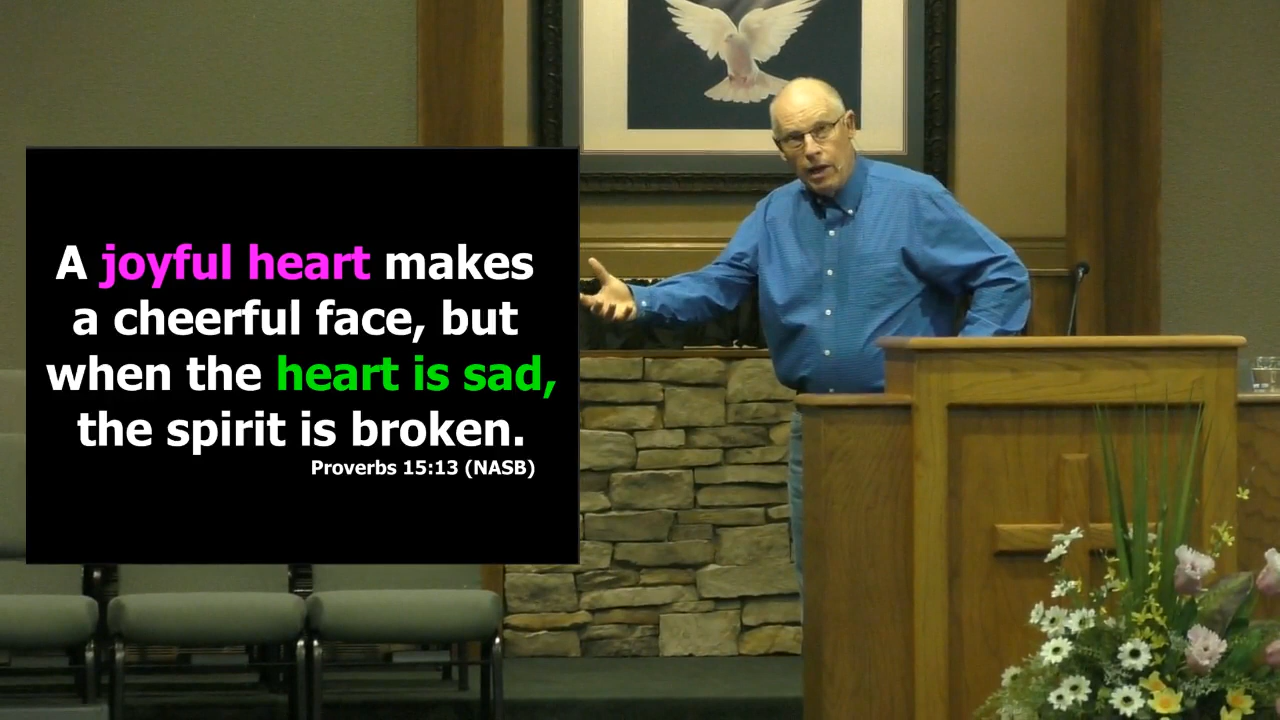 A joyful heart makes
a cheerful face, but
when the heart is sad,
the spirit is broken.
Proverbs 15:13 (NASB)